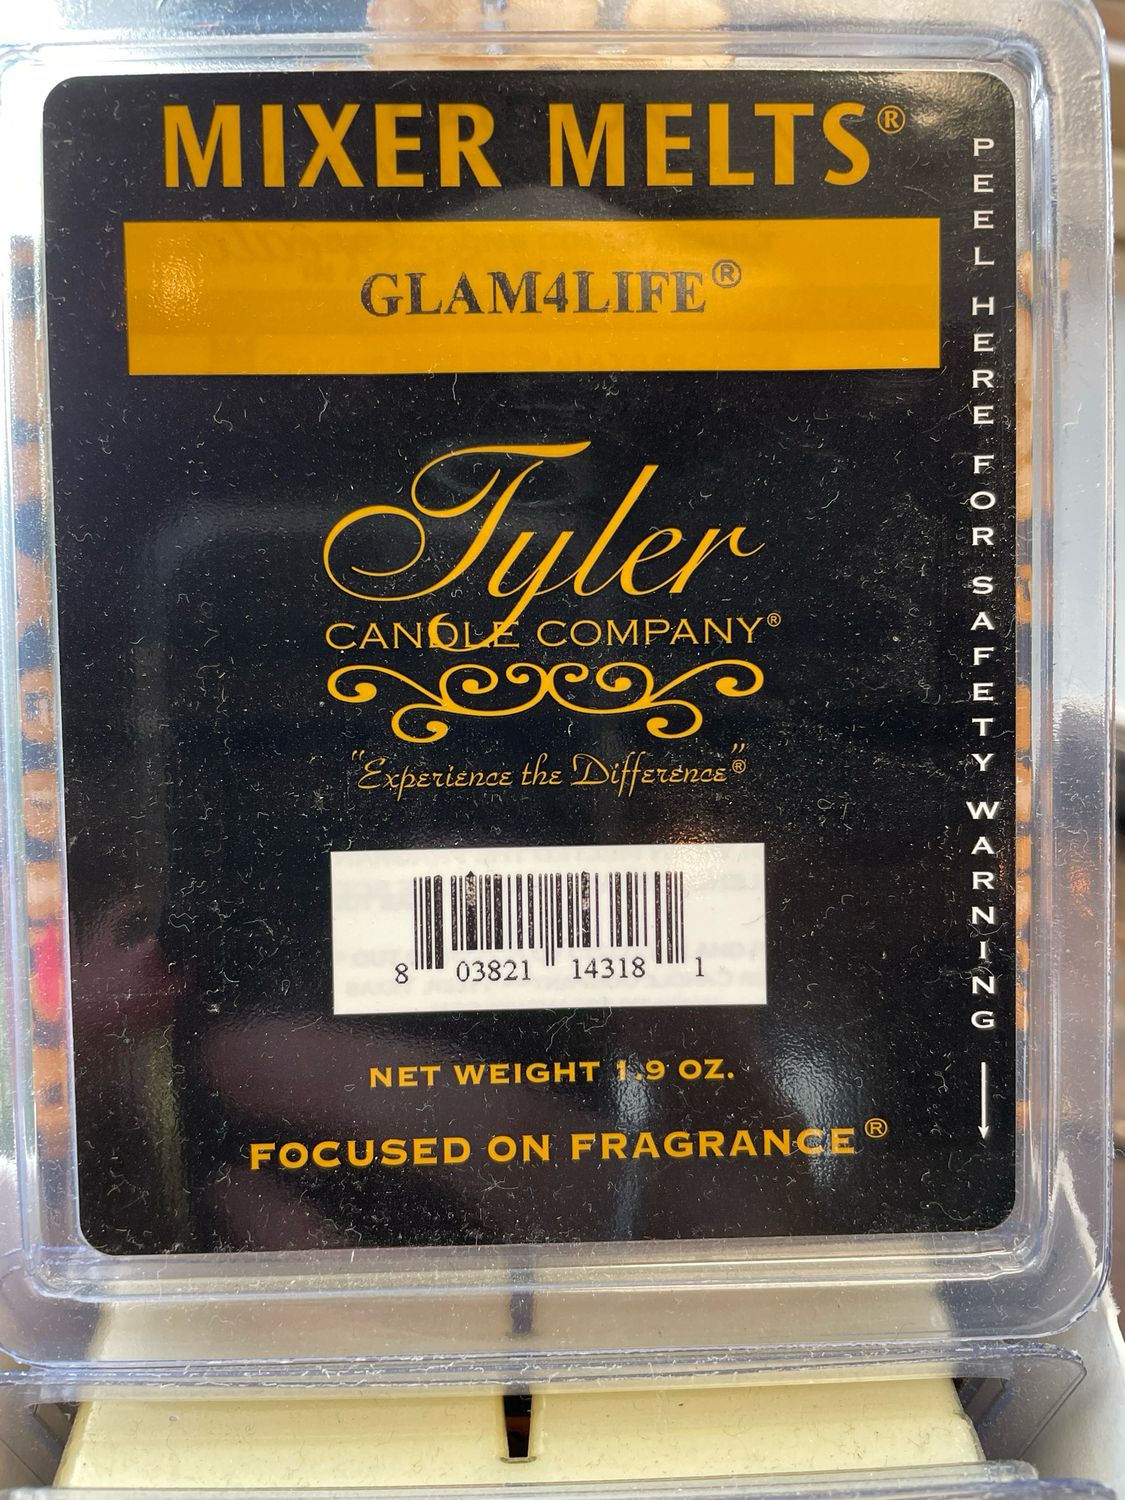 MIXER MELTS®
GLAM4LIFE®
Tyler
CANDLE COMPANY®
"Experience the Difference"®
8 03821 14318 1
NET WEIGHT 1.9 OZ.
FOCUSED ON FRAGRANCE®
PEEL HERE FOR SAFETY WARNING